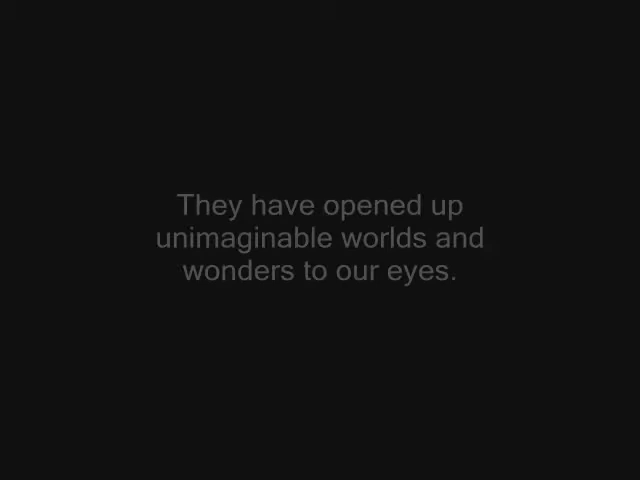 They have opened up
unimaginable worlds and
wonders to our eyes.